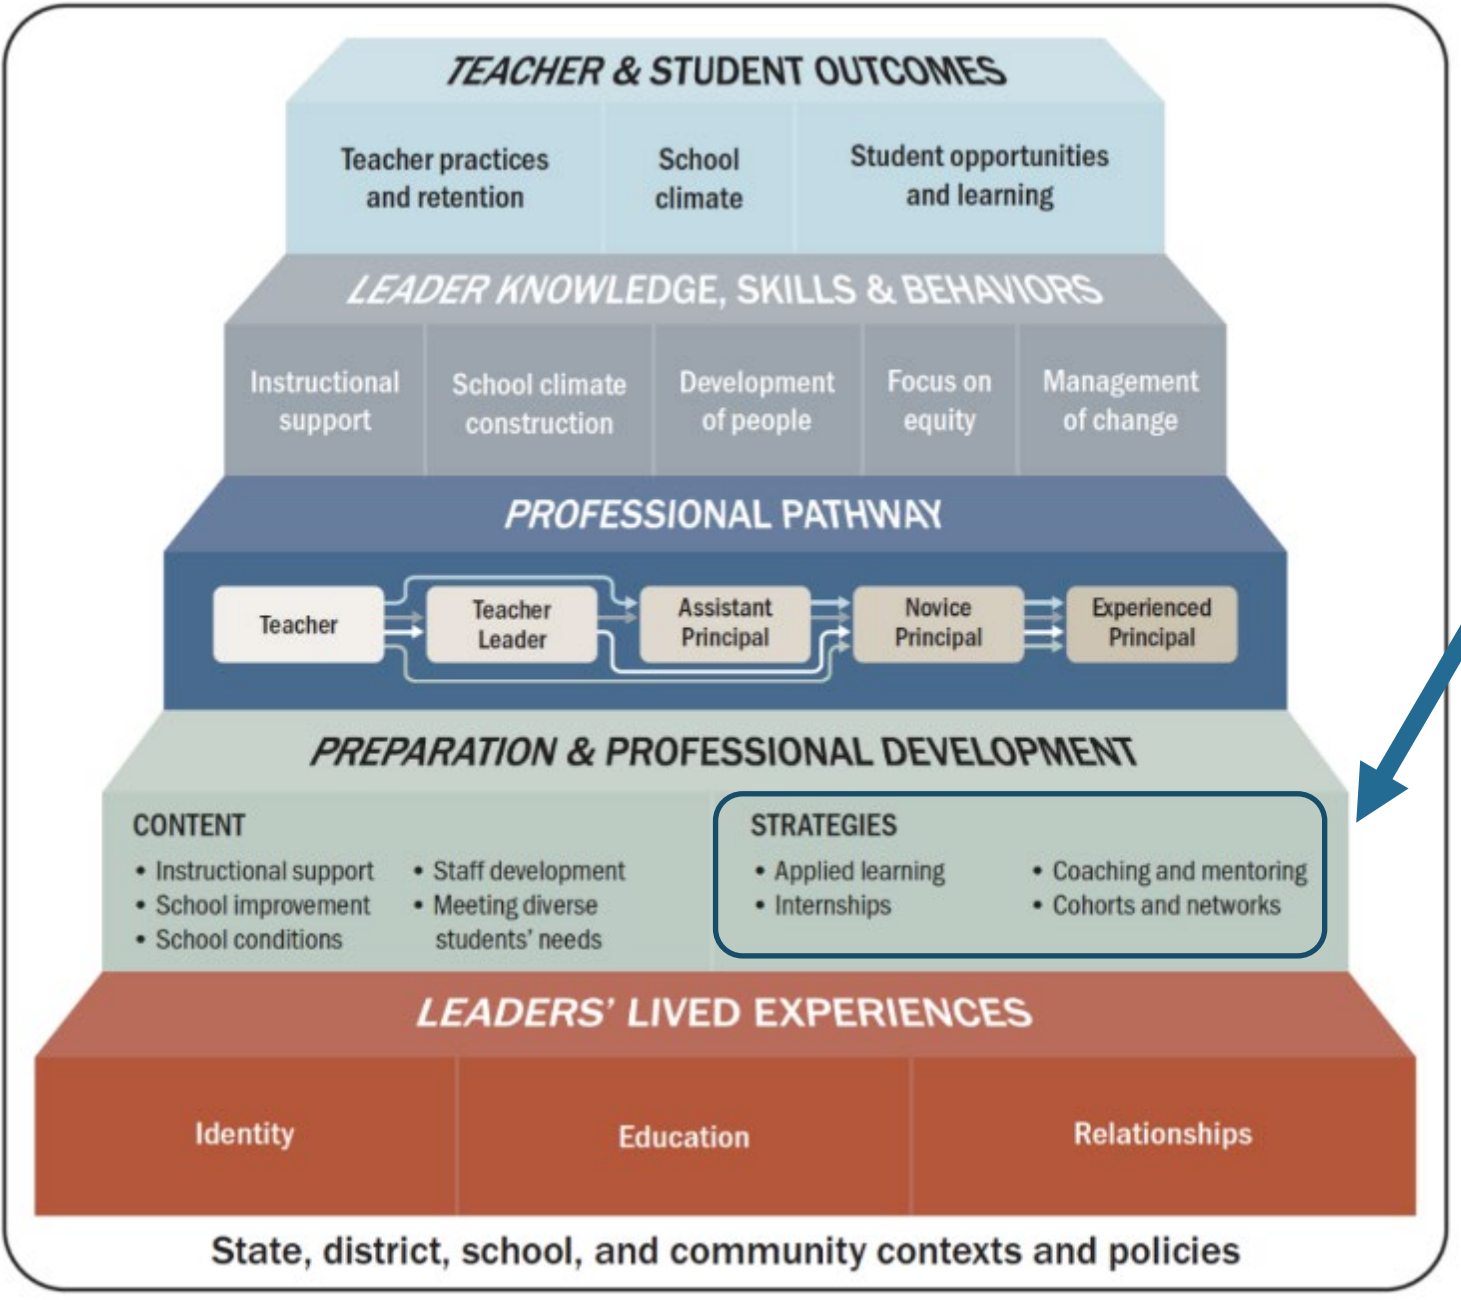 TEACHER & STUDENT OUTCOMES
Teacher practices
and retention
School
climate
Student opportunities
and learning
LEADER KNOWLEDGE, SKILLS & BEHAVIORS
Instructional
support
School climate
construction
Development
of people
Focus on
equity
Management
of change
PROFESSIONAL PATHWAY
Teacher
Teacher
Leader
Assistant
Principal
Novice
Principal
Experienced
Principal
PREPARATION & PROFESSIONAL DEVELOPMENT
CONTENT
• Instructional support
• School improvement
• School conditions
• Staff development
• Meeting diverse
students’ needs
STRATEGIES
• Applied learning
• Internships
• Coaching and mentoring
• Cohorts and networks
LEADERS’ LIVED EXPERIENCES
Identity
Education
Relationships
State, district, school, and community contexts and policies